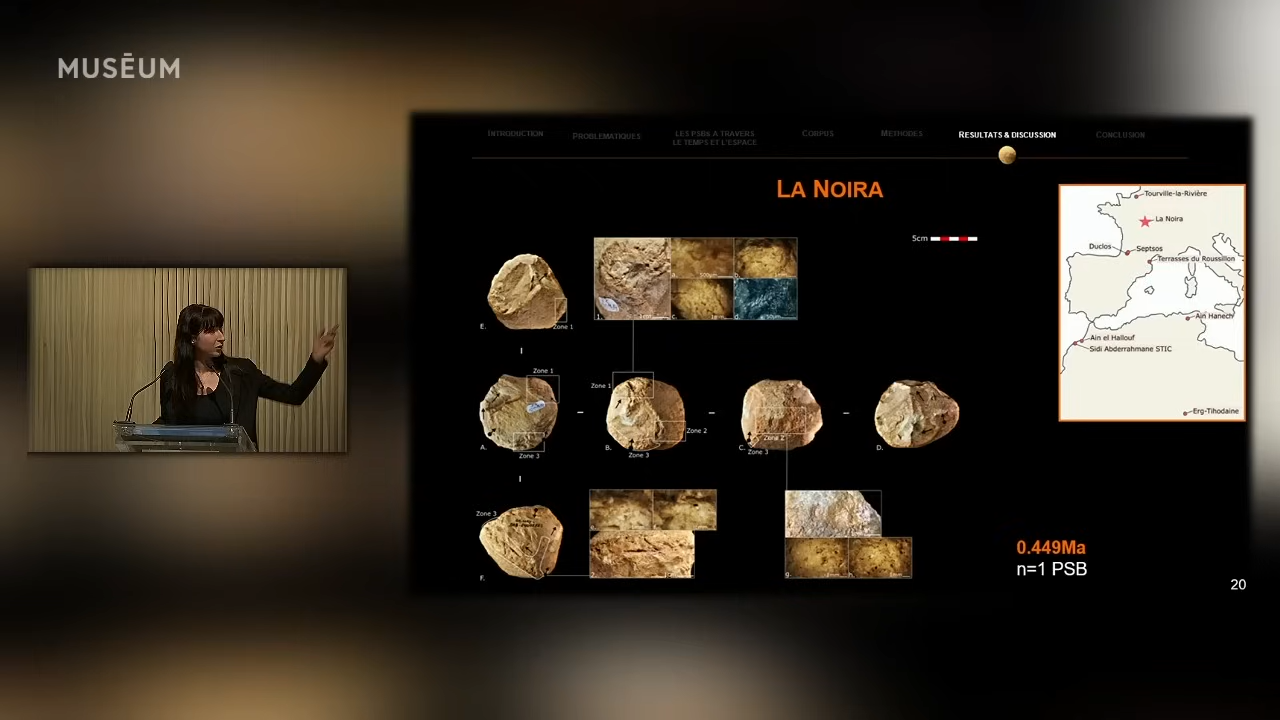 MUSĒUM
INTRODUCTION
PROBLEMATIQUES
LES PSBS A TRAVERS
LE TEMPS ET L'ESPACE
CORPUS
METHODES
RESULTATS & DISCUSSION
CONCLUSION
LA NOIRA
5cm
Tourville-la-Rivière
La Noira
Duclos
Septsos
Terrasses du Roussillon
Ain Hanech
Ain el Hallouf
Sidi Abderrahmane STIC
Erg-Tihodaine
E.
Zone 1
Zone 1
Zone 3
A.
Zone 1
Zone 2
Zone 3
B.
Zone 2
Zone 3
C.
D.
Zone 3
F.
0.449Ma
n=1 PSB
20